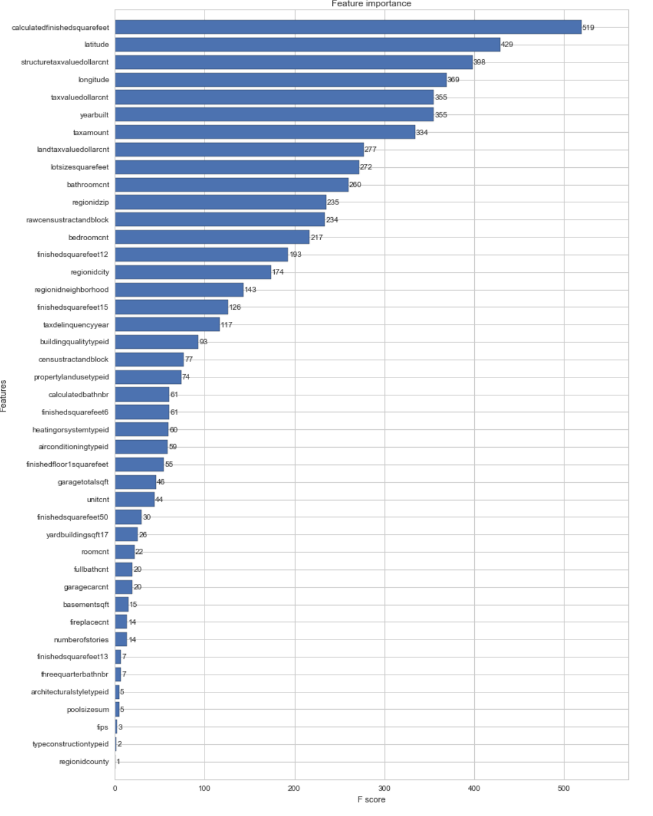 Feature importance
calculatedfinishedsquarefeet 519
latitude 429
structuretaxvaluedollarcnt 398
longitude 369
taxvaluedollarcnt 355
yearbuilt 355
taxamount 334
landtaxvaluedollarcnt 277
lotsizesquarefeet 272
bathroomcnt 260
regionidzip 235
rawcensustractandblock 234
bedroomcnt 217
finishedsquarefeet12 193
regionidcity 174
regionidneighborhood 143
finishedsquarefeet15 126
taxdelinquencyyear 117
buildingqualitytypeid 93
censustractandblock 77
propertylandusetypeid 74
calculatedbathnbr 61
finishedsquarefeet6 61
heatingorsystemtypeid 60
airconditioningtypeid 59
finishedfloor1squarefeet 55
garagetotalsqft 46
unitcnt 44
finishedsquarefeet50 30
yardbuildingsqft17 26
roomcnt 22
fullbathcnt 20
garagecarcnt 20
basementsqft 15
fireplacecnt 14
numberofstories 14
finishedsquarefeet13 7
threequarterbathnbr 7
architecturalstyletypeid 5
poolsizesum 5
fips 3
typeconstructiontypeid 2
regionidcounty 1
Features
0 100 200 300 400 500
F score